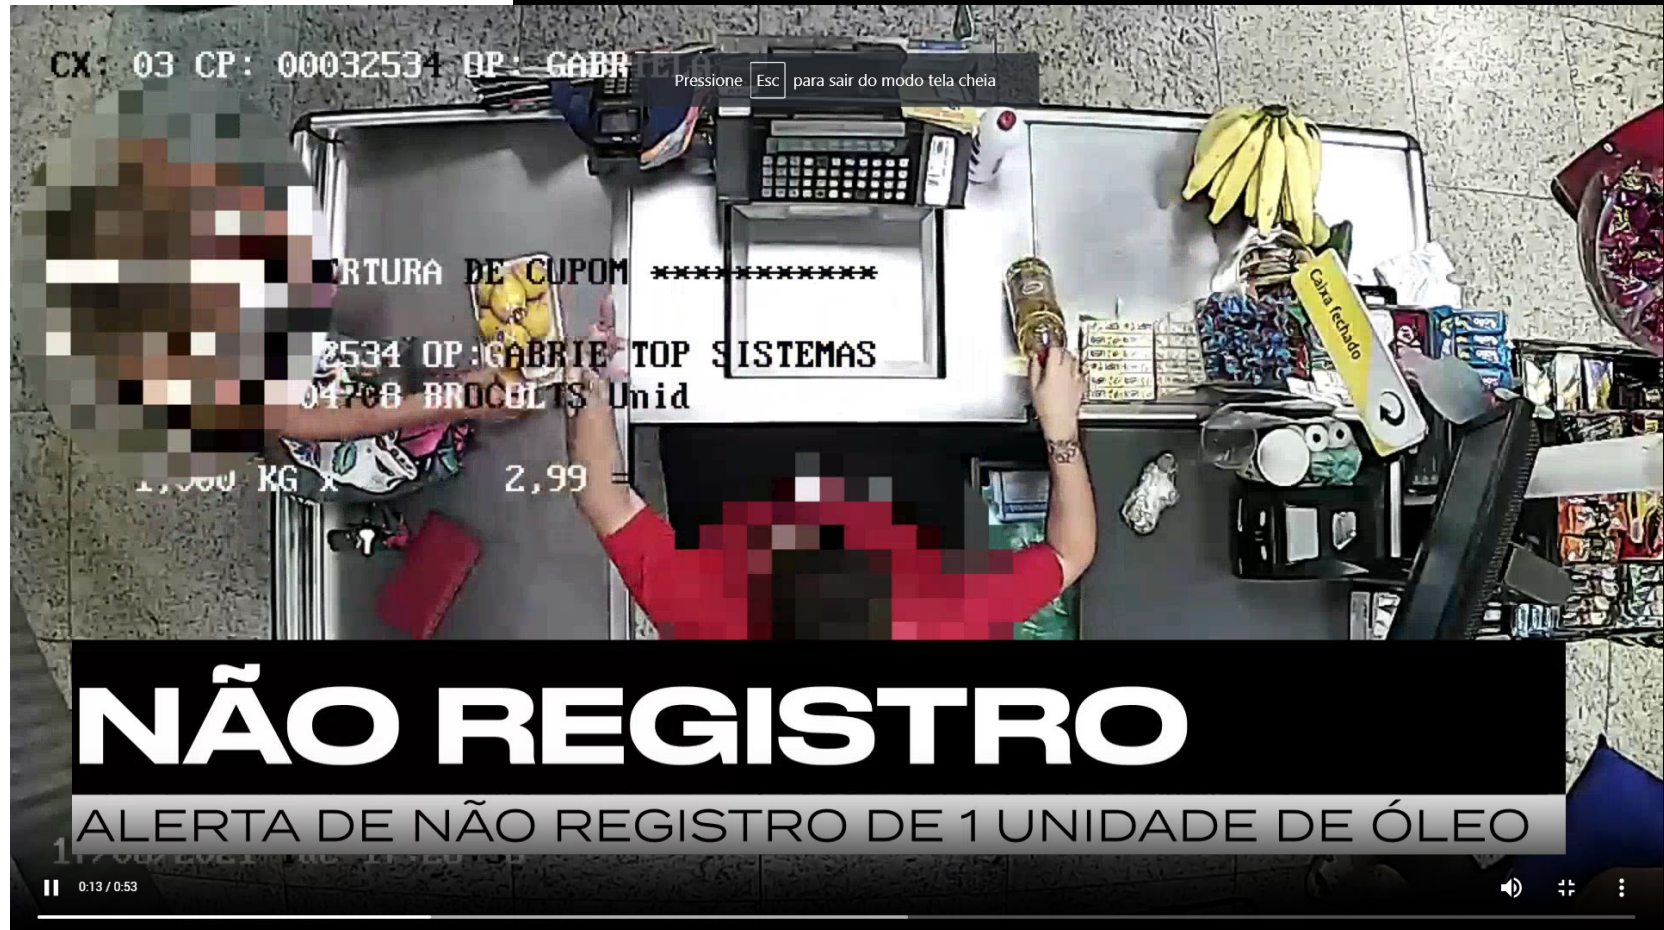 CX: 03 CP: 00032534 OP: GABRIELA
Pressione Esc para sair do modo tela cheia
ERTURA DE CUPOM ***********
2534 OP:GABRIE TOP SISTEMAS
BROCOLIS Unid
KG x 2,99 =
Caixa fechado
NÃO REGISTRO
ALERTA DE NÃO REGISTRO DE 1 UNIDADE DE ÓLEO
0:13 / 0:53